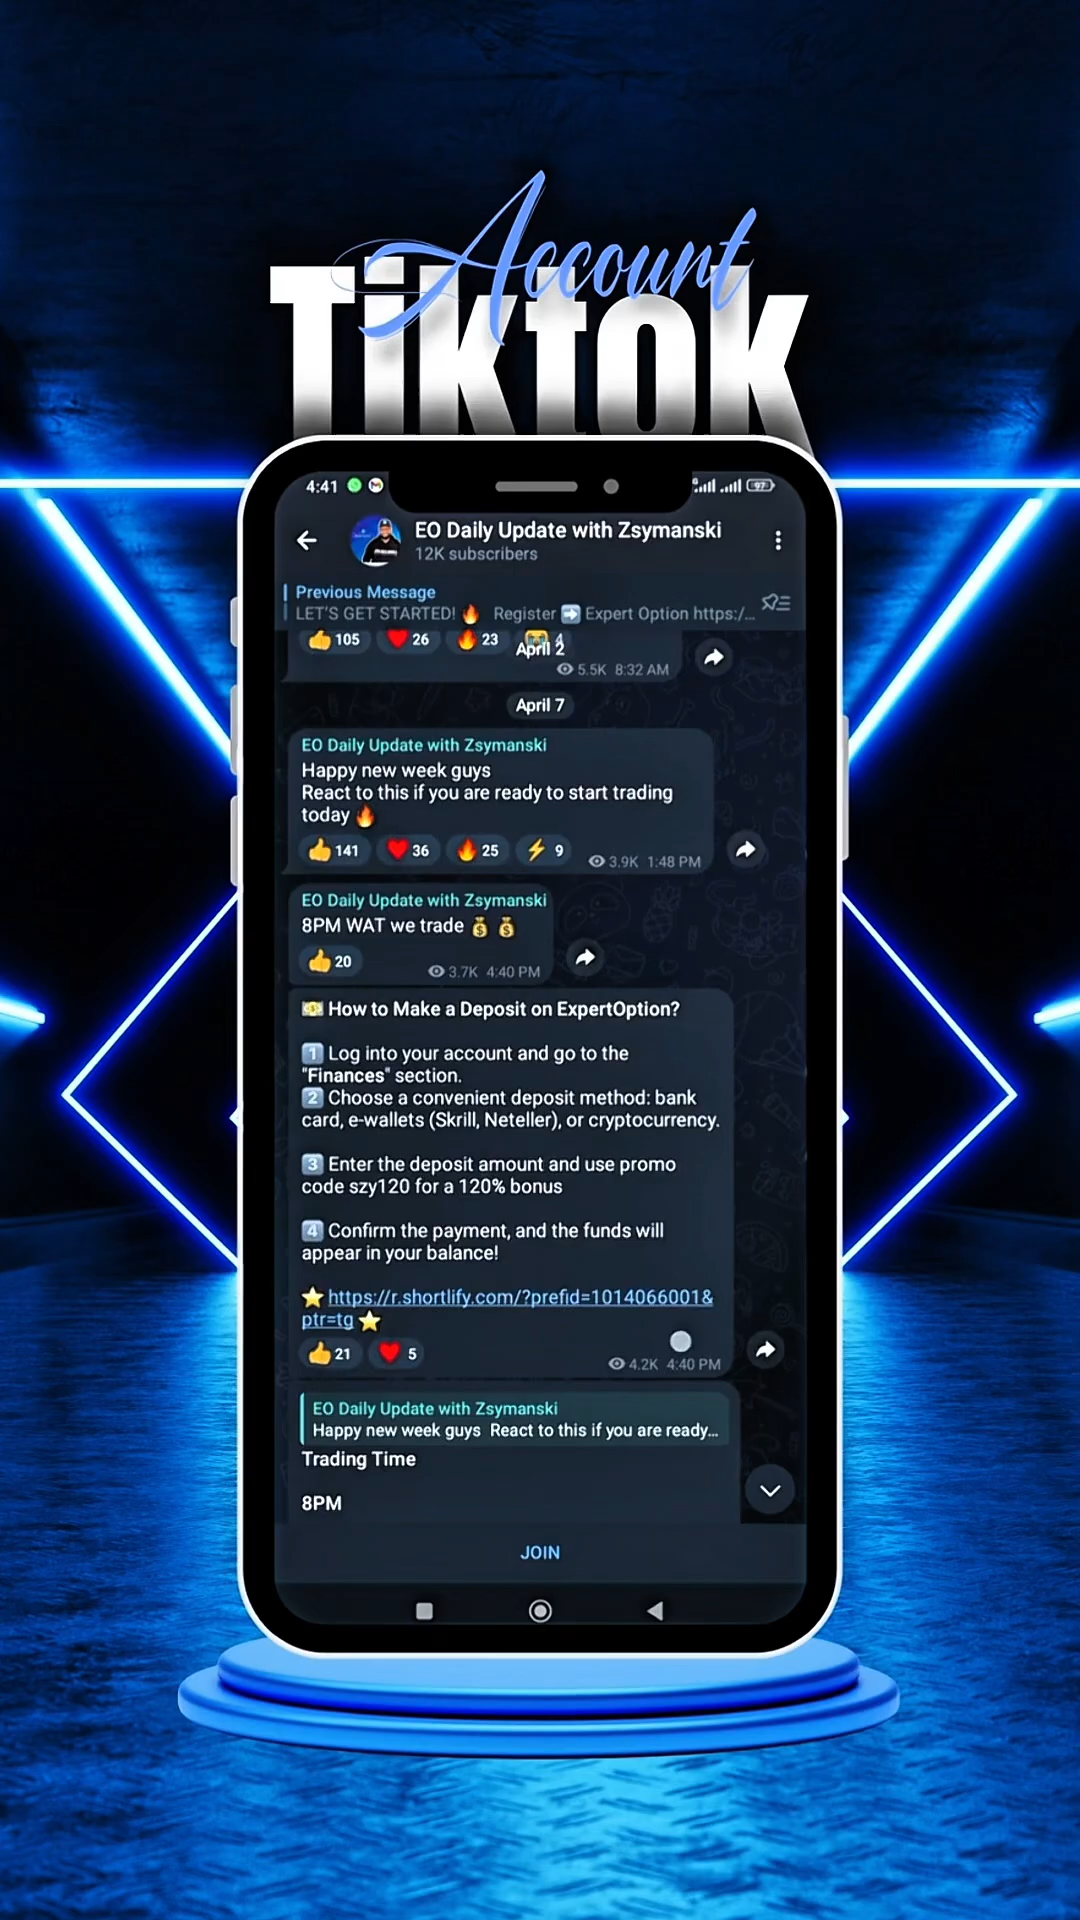 Account
Tiktok
4:41
97
EO Daily Update with Zsymanski
12K subscribers
Previous Message
LET'S GET STARTED! 🔥 Register ➡️ Expert Option https:/...
👍 105 ❤️ 26 🔥 23 😭 4
April 2
5.5K 8:32 AM
April 7
EO Daily Update with Zsymanski
Happy new week guys
React to this if you are ready to start trading
today 🔥
👍 141 ❤️ 36 🔥 25 ⚡ 9
3.9K 1:48 PM
EO Daily Update with Zsymanski
8PM WAT we trade 💰 💰
👍 20
3.7K 4:40 PM
💵 How to Make a Deposit on ExpertOption?
1️⃣ Log into your account and go to the
"Finances" section.
2️⃣ Choose a convenient deposit method: bank
card, e-wallets (Skrill, Neteller), or cryptocurrency.
3️⃣ Enter the deposit amount and use promo
code szy120 for a 120% bonus
4️⃣ Confirm the payment, and the funds will
appear in your balance!
⭐ https://r.shortlify.com/?prefid=1014066001&
ptr=tg ⭐
👍 21 ❤️ 5
4.2K 4:40 PM
EO Daily Update with Zsymanski
Happy new week guys React to this if you are ready...
Trading Time
8PM
JOIN